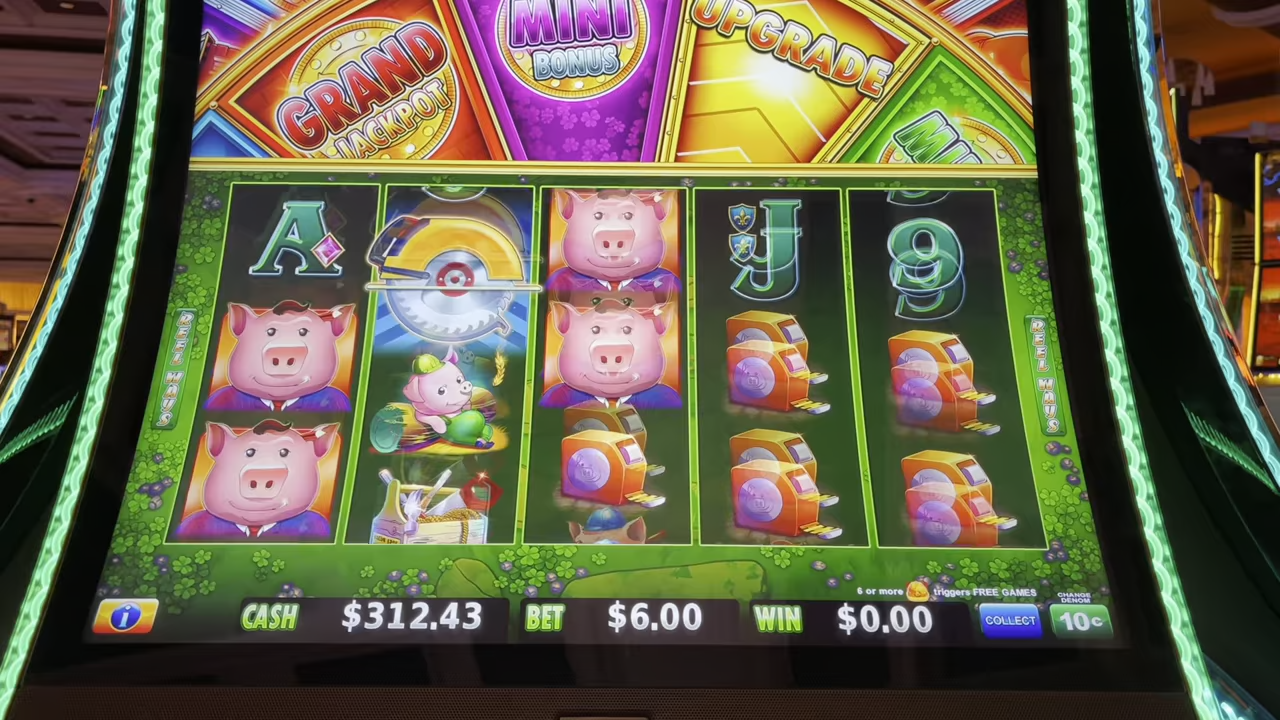 GRAND
JACKPOT
MINI
BONUS
UPGRADE
A
J
9
REEL WAYS
REEL WAYS
6 or more triggers FREE GAMES
CHANGE
DENOM
CASH $312.43 BET $6.00 WIN $0.00
COLLECT
10¢